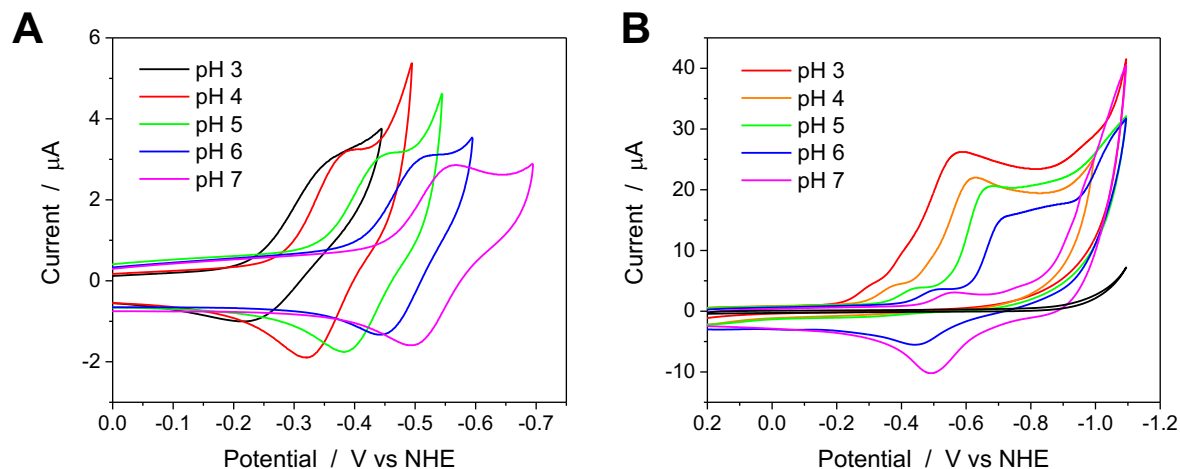 A
Current / μA
6
4
2
0
-2
pH 3
pH 4
pH 5
pH 6
pH 7
0.0 -0.1 -0.2 -0.3 -0.4 -0.5 -0.6 -0.7
Potential / V vs NHE
B
Current / μA
40
30
20
10
0
-10
pH 3
pH 4
pH 5
pH 6
pH 7
0.2 0.0 -0.2 -0.4 -0.6 -0.8 -1.0 -1.2
Potential / V vs NHE